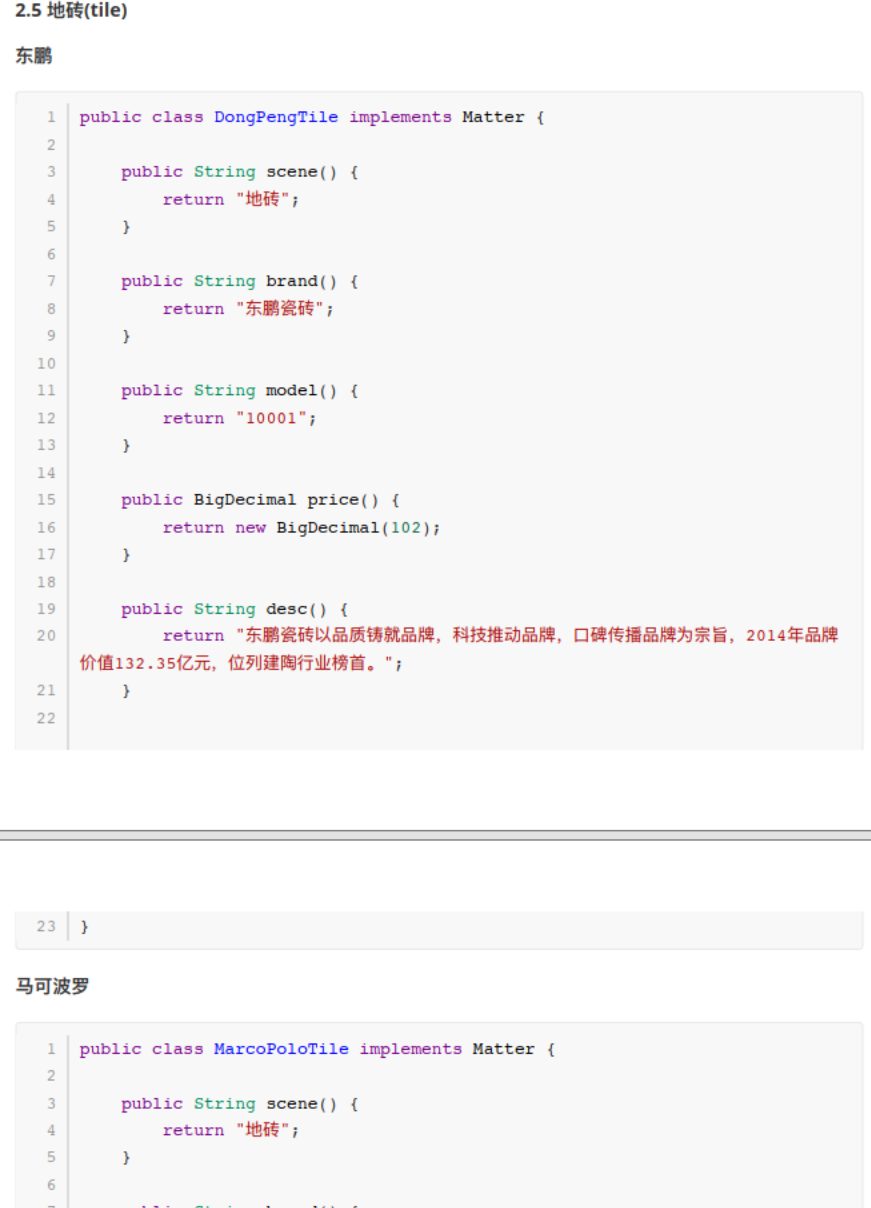 2.5 地砖(tile)
东鹏
1 public class DongPengTile implements Matter {
2
3     public String scene() {
4         return "地砖";
5     }
6
7     public String brand() {
8         return "东鹏瓷砖";
9     }
10
11     public String model() {
12         return "10001";
13     }
14
15     public BigDecimal price() {
16         return new BigDecimal(102);
17     }
18
19     public String desc() {
20         return "东鹏瓷砖以品质铸就品牌，科技推动品牌，口碑传播品牌为宗旨，2014年品牌
价值132.35亿元，位列建陶行业榜首。";
21     }
22
23 }
马可波罗
1 public class MarcoPoloTile implements Matter {
2
3     public String scene() {
4         return "地砖";
5     }
6